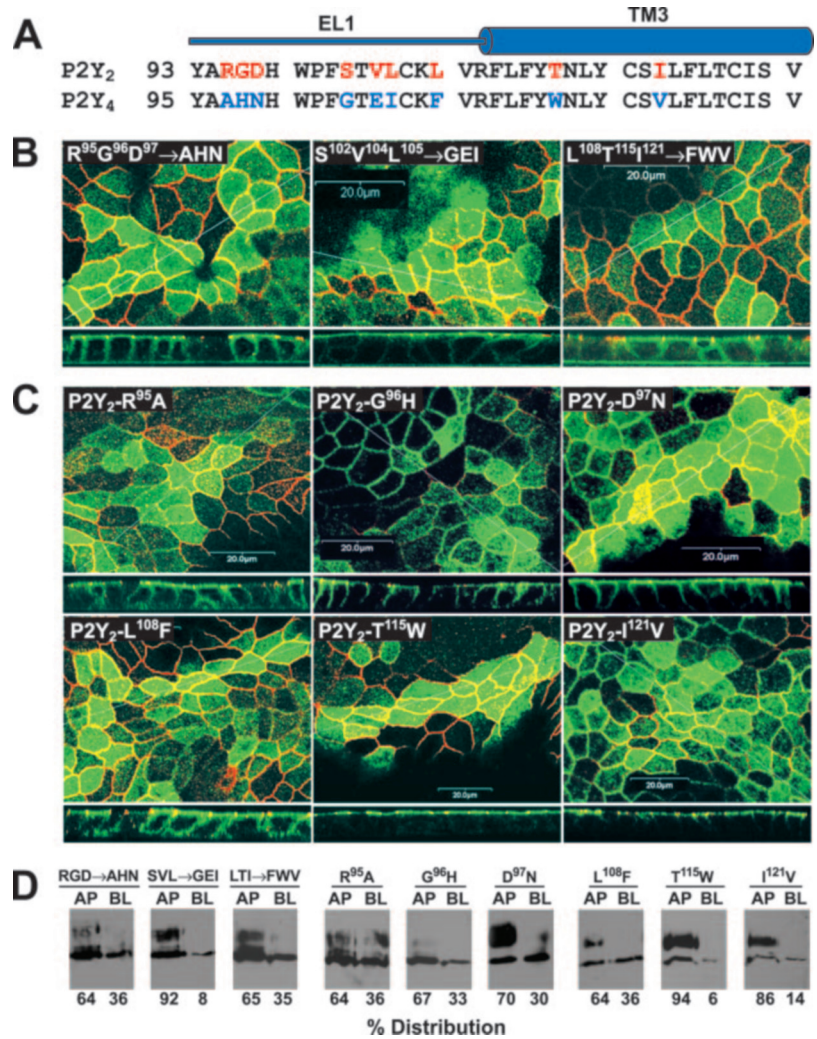 A
EL1 TM3
P2Y₂ 93 YARGDH WPFSTVLCKL VRFLFYTNLY CSILFLTCIS V
P2Y₄ 95 YAAHNH WPFGTEICKF VRFLFYWNLY CSVLFLTCIS V
B
R⁹⁵G⁹⁶D⁹⁷→AHN S¹⁰²V¹⁰⁴L¹⁰⁵→GEI L¹⁰⁸T¹¹⁵I¹²¹→FWV
20.0µm 20.0µm
C
P2Y₂-R⁹⁵A P2Y₂-G⁹⁶H P2Y₂-D⁹⁷N
20.0µm 20.0µm 20.0µm
P2Y₂-L¹⁰⁸F P2Y₂-T¹¹⁵W P2Y₂-I¹²¹V
20.0µm 20.0µm 20.0µm
D
RGD→AHN SVL→GEI LTI→FWV R⁹⁵A G⁹⁶H D⁹⁷N L¹⁰⁸F T¹¹⁵W I¹²¹V
AP BL AP BL AP BL AP BL AP BL AP BL AP BL AP BL AP BL
64 36 92 8 65 35 64 36 67 33 70 30 64 36 94 6 86 14
% Distribution